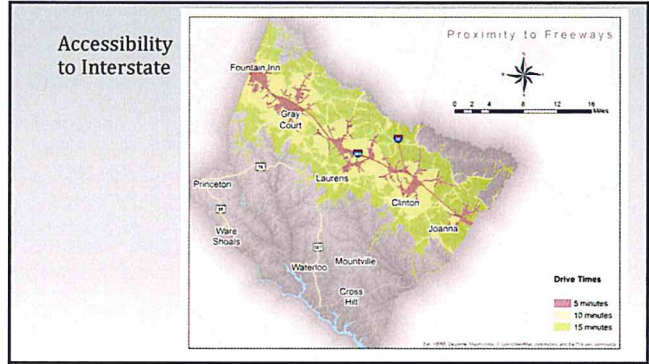 Accessibility
to Interstate
Proximity to Freeways
0 2 4 8 12 16
Miles
Fountain Inn
Gray
Court
Laurens
Princeton
Clinton
Joanna
Ware
Shoals
Waterloo
Mountville
Cross
Hill
Drive Times
5 minutes
10 minutes
15 minutes